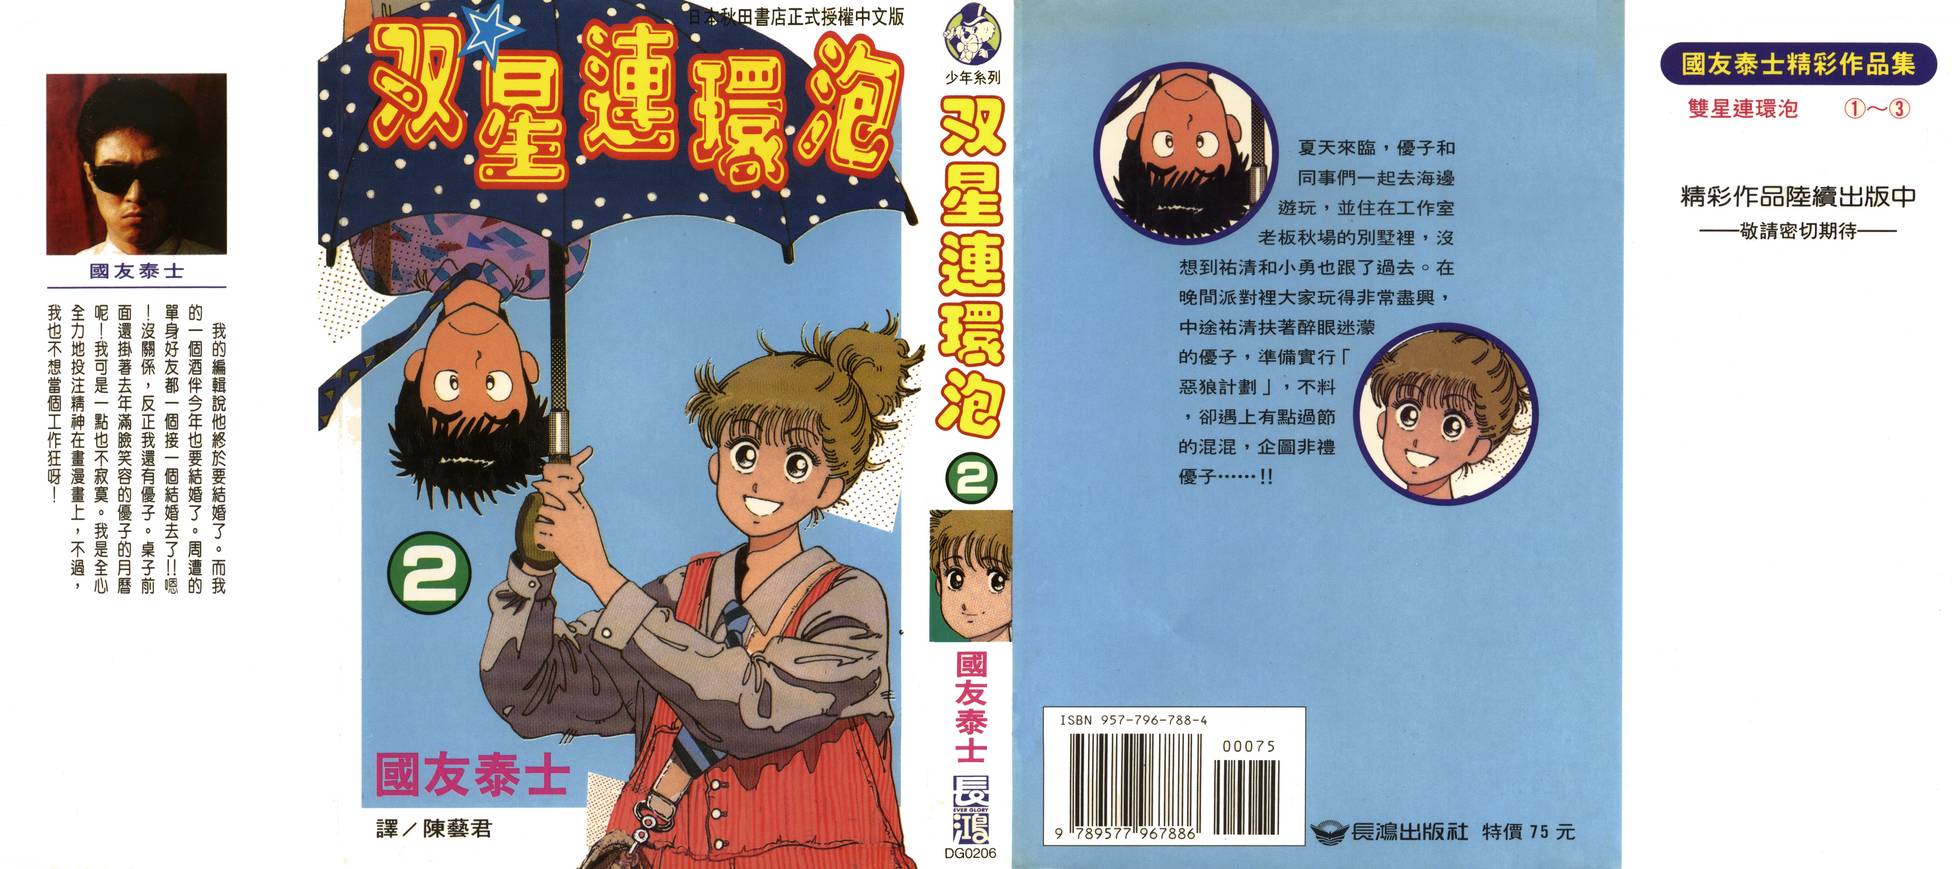 國友泰士
我的編輯說他終於要結婚了。而我
的一個酒伴今年也要結婚了。周遭的
單身好友都一個接一個結婚去了!!嗯
!沒關係，反正我還有優子。桌子前
面還掛著去年滿臉笑容的優子的月曆
呢!我可是一點也不寂寞。我是全心
全力地投注精神在畫漫畫上，不過，
我也不想當個工作狂呀!
日本秋田書店正式授權中文版
双星連環泡
2
國友泰士
譯／陳藝君
少年系列
双星連環泡
2
國友泰士
長鴻
EVER GLORY
DG0206
夏天來臨，優子和
同事們一起去海邊
遊玩，並住在工作室
老板秋場的別墅裡，沒
想到祐清和小勇也跟了過去。在
晚間派對裡大家玩得非常盡興，
中途祐清扶著醉眼迷濛
的優子，準備實行「
惡狼計劃」，不料
，卻遇上有點過節
的混混，企圖非禮
優子……!!
ISBN 957-796-788-4
00075
9 789577 967886
長鴻出版社 特價 75 元
國友泰士精彩作品集
雙星連環泡 ①～③
精彩作品陸續出版中
——敬請密切期待——